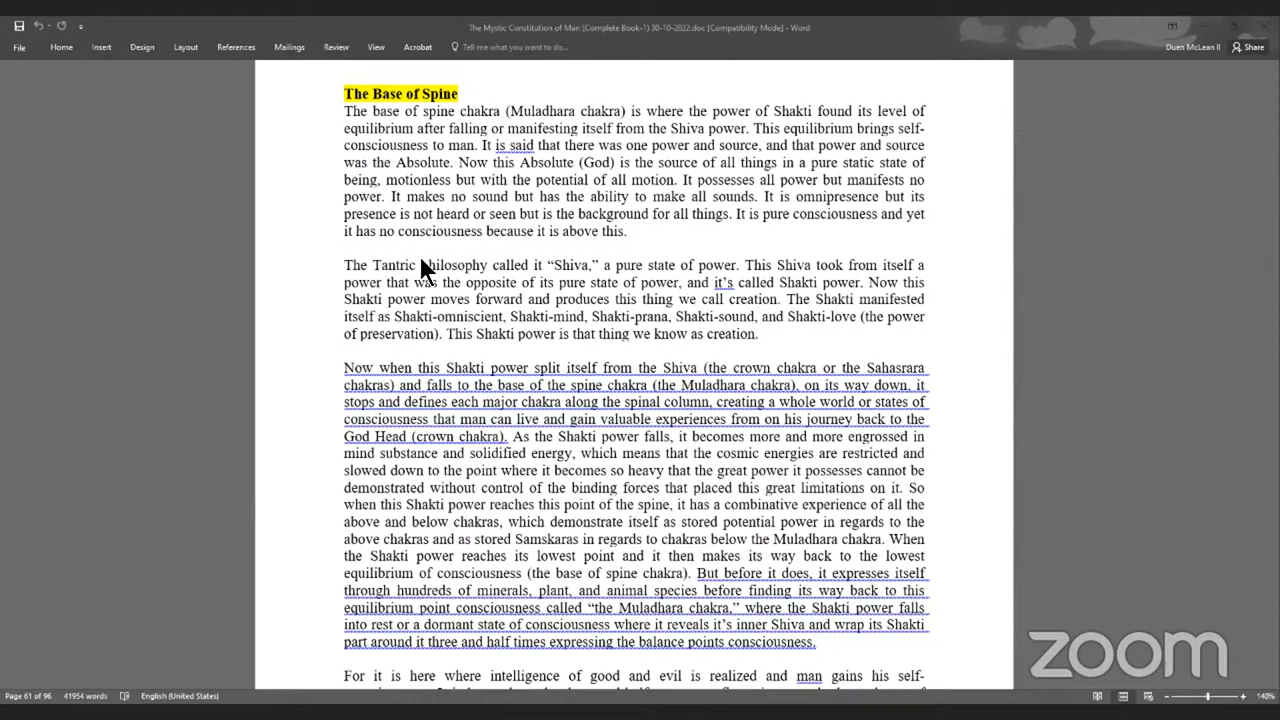 The Mystic Constitution of Man (Complete Book-1) 30-10-2022.doc [Compatibility Mode] - Word
File Home Insert Design Layout References Mailings Review View Acrobat Tell me what you want to do... Duen McLean II Share
The Base of Spine
The base of spine chakra (Muladhara chakra) is where the power of Shakti found its level of
equilibrium after falling or manifesting itself from the Shiva power. This equilibrium brings self-
consciousness to man. It is said that there was one power and source, and that power and source
was the Absolute. Now this Absolute (God) is the source of all things in a pure static state of
being, motionless but with the potential of all motion. It possesses all power but manifests no
power. It makes no sound but has the ability to make all sounds. It is omnipresence but its
presence is not heard or seen but is the background for all things. It is pure consciousness and yet
it has no consciousness because it is above this.
The Tantric philosophy called it “Shiva,” a pure state of power. This Shiva took from itself a
power that was the opposite of its pure state of power, and it’s called Shakti power. Now this
Shakti power moves forward and produces this thing we call creation. The Shakti manifested
itself as Shakti-omniscient, Shakti-mind, Shakti-prana, Shakti-sound, and Shakti-love (the power
of preservation). This Shakti power is that thing we know as creation.
Now when this Shakti power split itself from the Shiva (the crown chakra or the Sahasrara
chakras) and falls to the base of the spine chakra (the Muladhara chakra), on its way down, it
stops and defines each major chakra along the spinal column, creating a whole world or states of
consciousness that man can live and gain valuable experiences from on his journey back to the
God Head (crown chakra). As the Shakti power falls, it becomes more and more engrossed in
mind substance and solidified energy, which means that the cosmic energies are restricted and
slowed down to the point where it becomes so heavy that the great power it possesses cannot be
demonstrated without control of the binding forces that placed this great limitations on it. So
when this Shakti power reaches this point of the spine, it has a combinative experience of all the
above and below chakras, which demonstrate itself as stored potential power in regards to the
above chakras and as stored Samskaras in regards to chakras below the Muladhara chakra. When
the Shakti power reaches its lowest point and it then makes its way back to the lowest
equilibrium of consciousness (the base of spine chakra). But before it does, it expresses itself
through hundreds of minerals, plant, and animal species before finding its way back to this
equilibrium point consciousness called “the Muladhara chakra,” where the Shakti power falls
into rest or a dormant state of consciousness where it reveals it’s inner Shiva and wrap its Shakti
part around it three and half times expressing the balance points consciousness.
For it is here where intelligence of good and evil is realized and man gains his self-
zoom
Page 61 of 96 41954 words English (United States) 140%